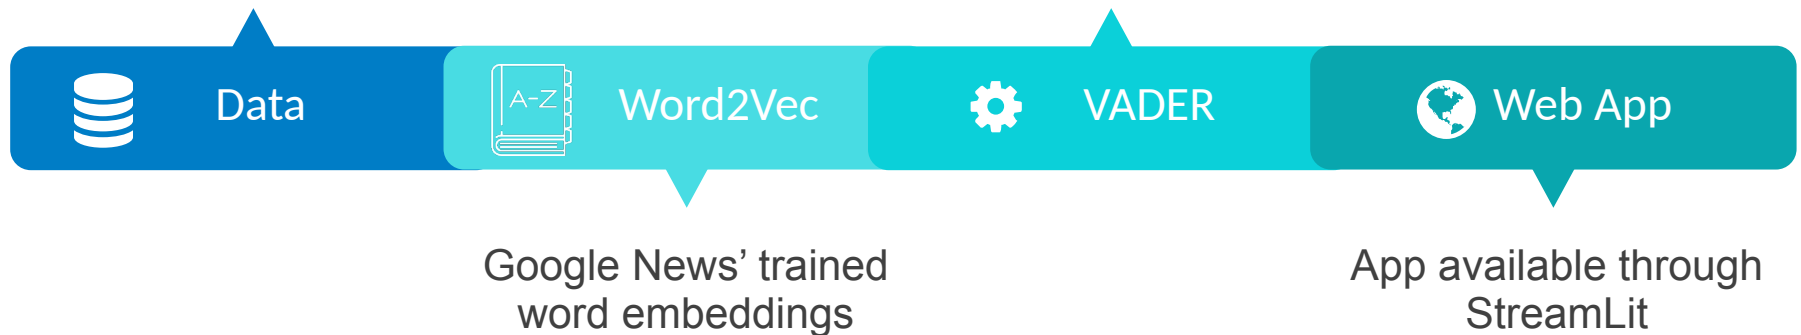 Data
A-Z
Word2Vec
VADER
Web App
Google News’ trained
word embeddings
App available through
StreamLit